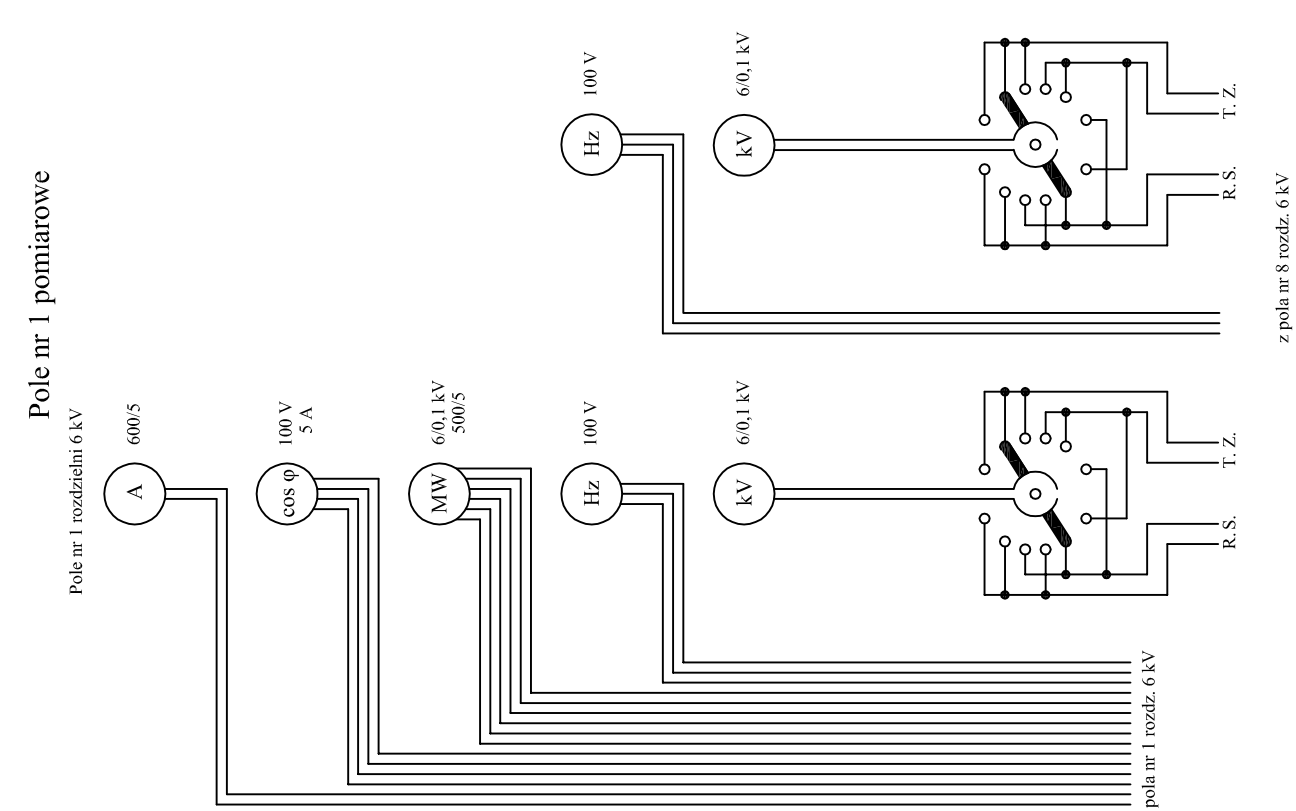 Pole nr 1 pomiarowe
Pole nr 1 rozdzielni 6 kV
A
600/5
cos φ
100 V
5 A
MW
6/0,1 kV
500/5
Hz
100 V
kV
6/0,1 kV
R. S.
T. Z.
pola nr 1 rozdz. 6 kV
Hz
100 V
kV
6/0,1 kV
R. S.
T. Z.
z pola nr 8 rozdz. 6 kV